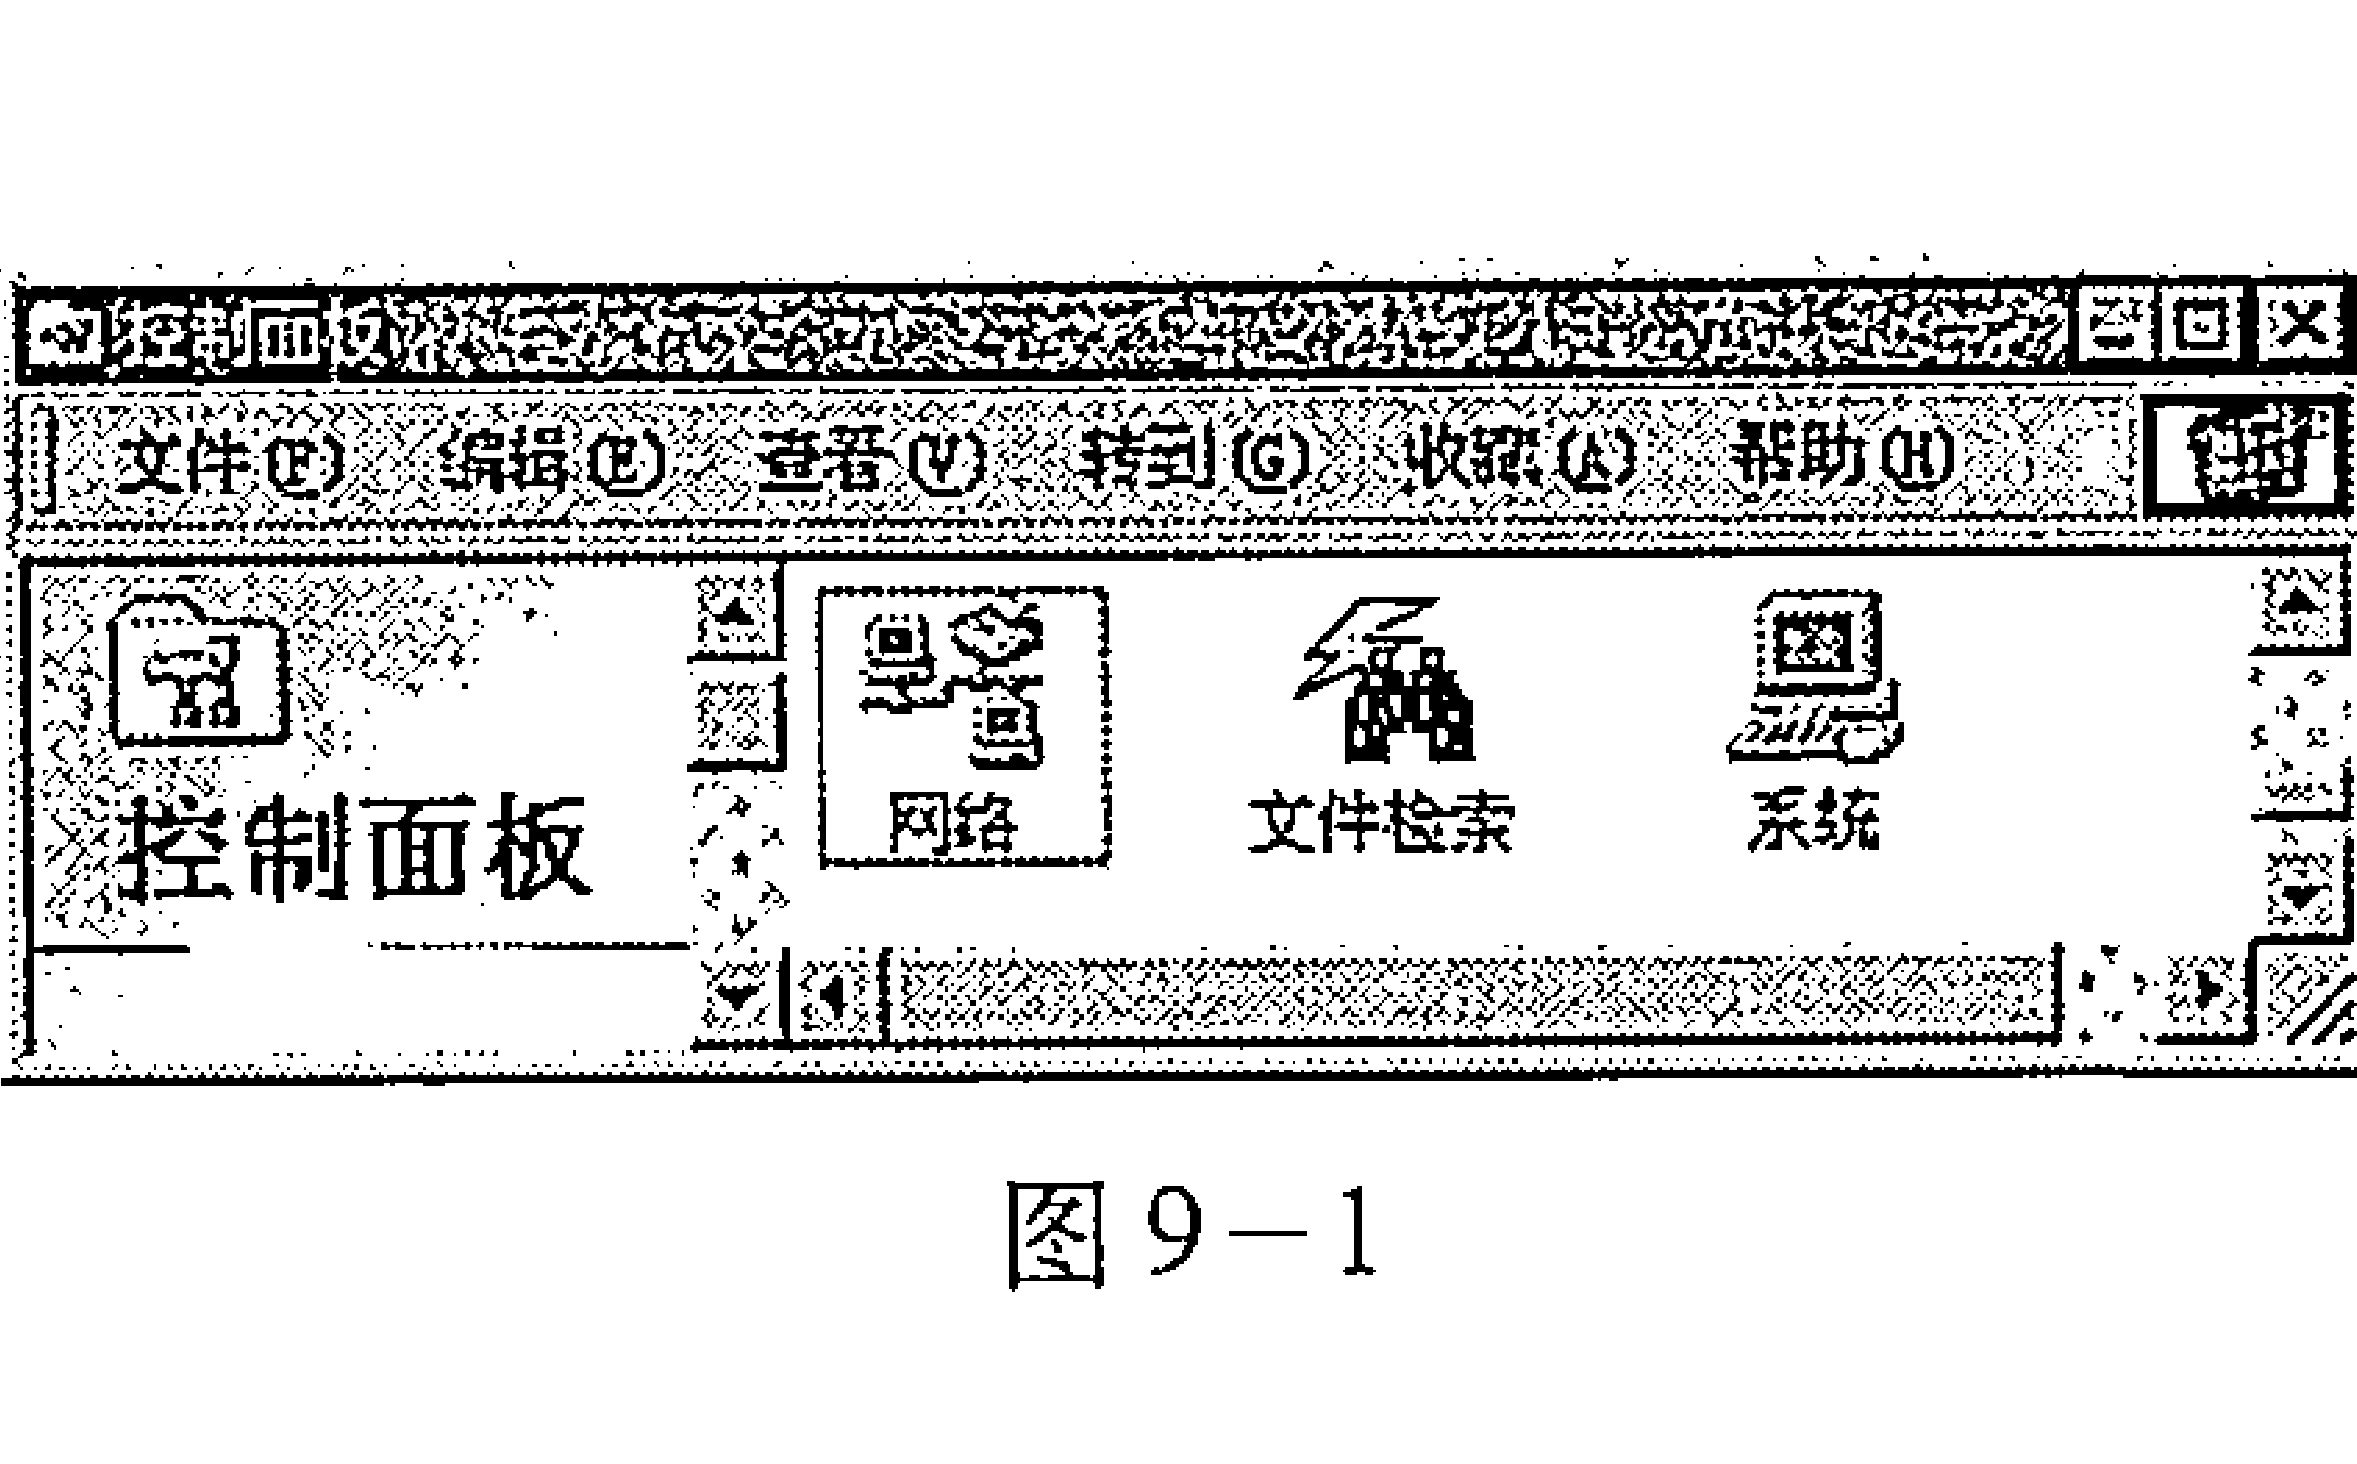 控制面板
文件(F) 编辑(E) 查看(V) 转到(G) 收藏(A) 帮助(H)
控制面板
网络 文件检索 系统
图 9－1